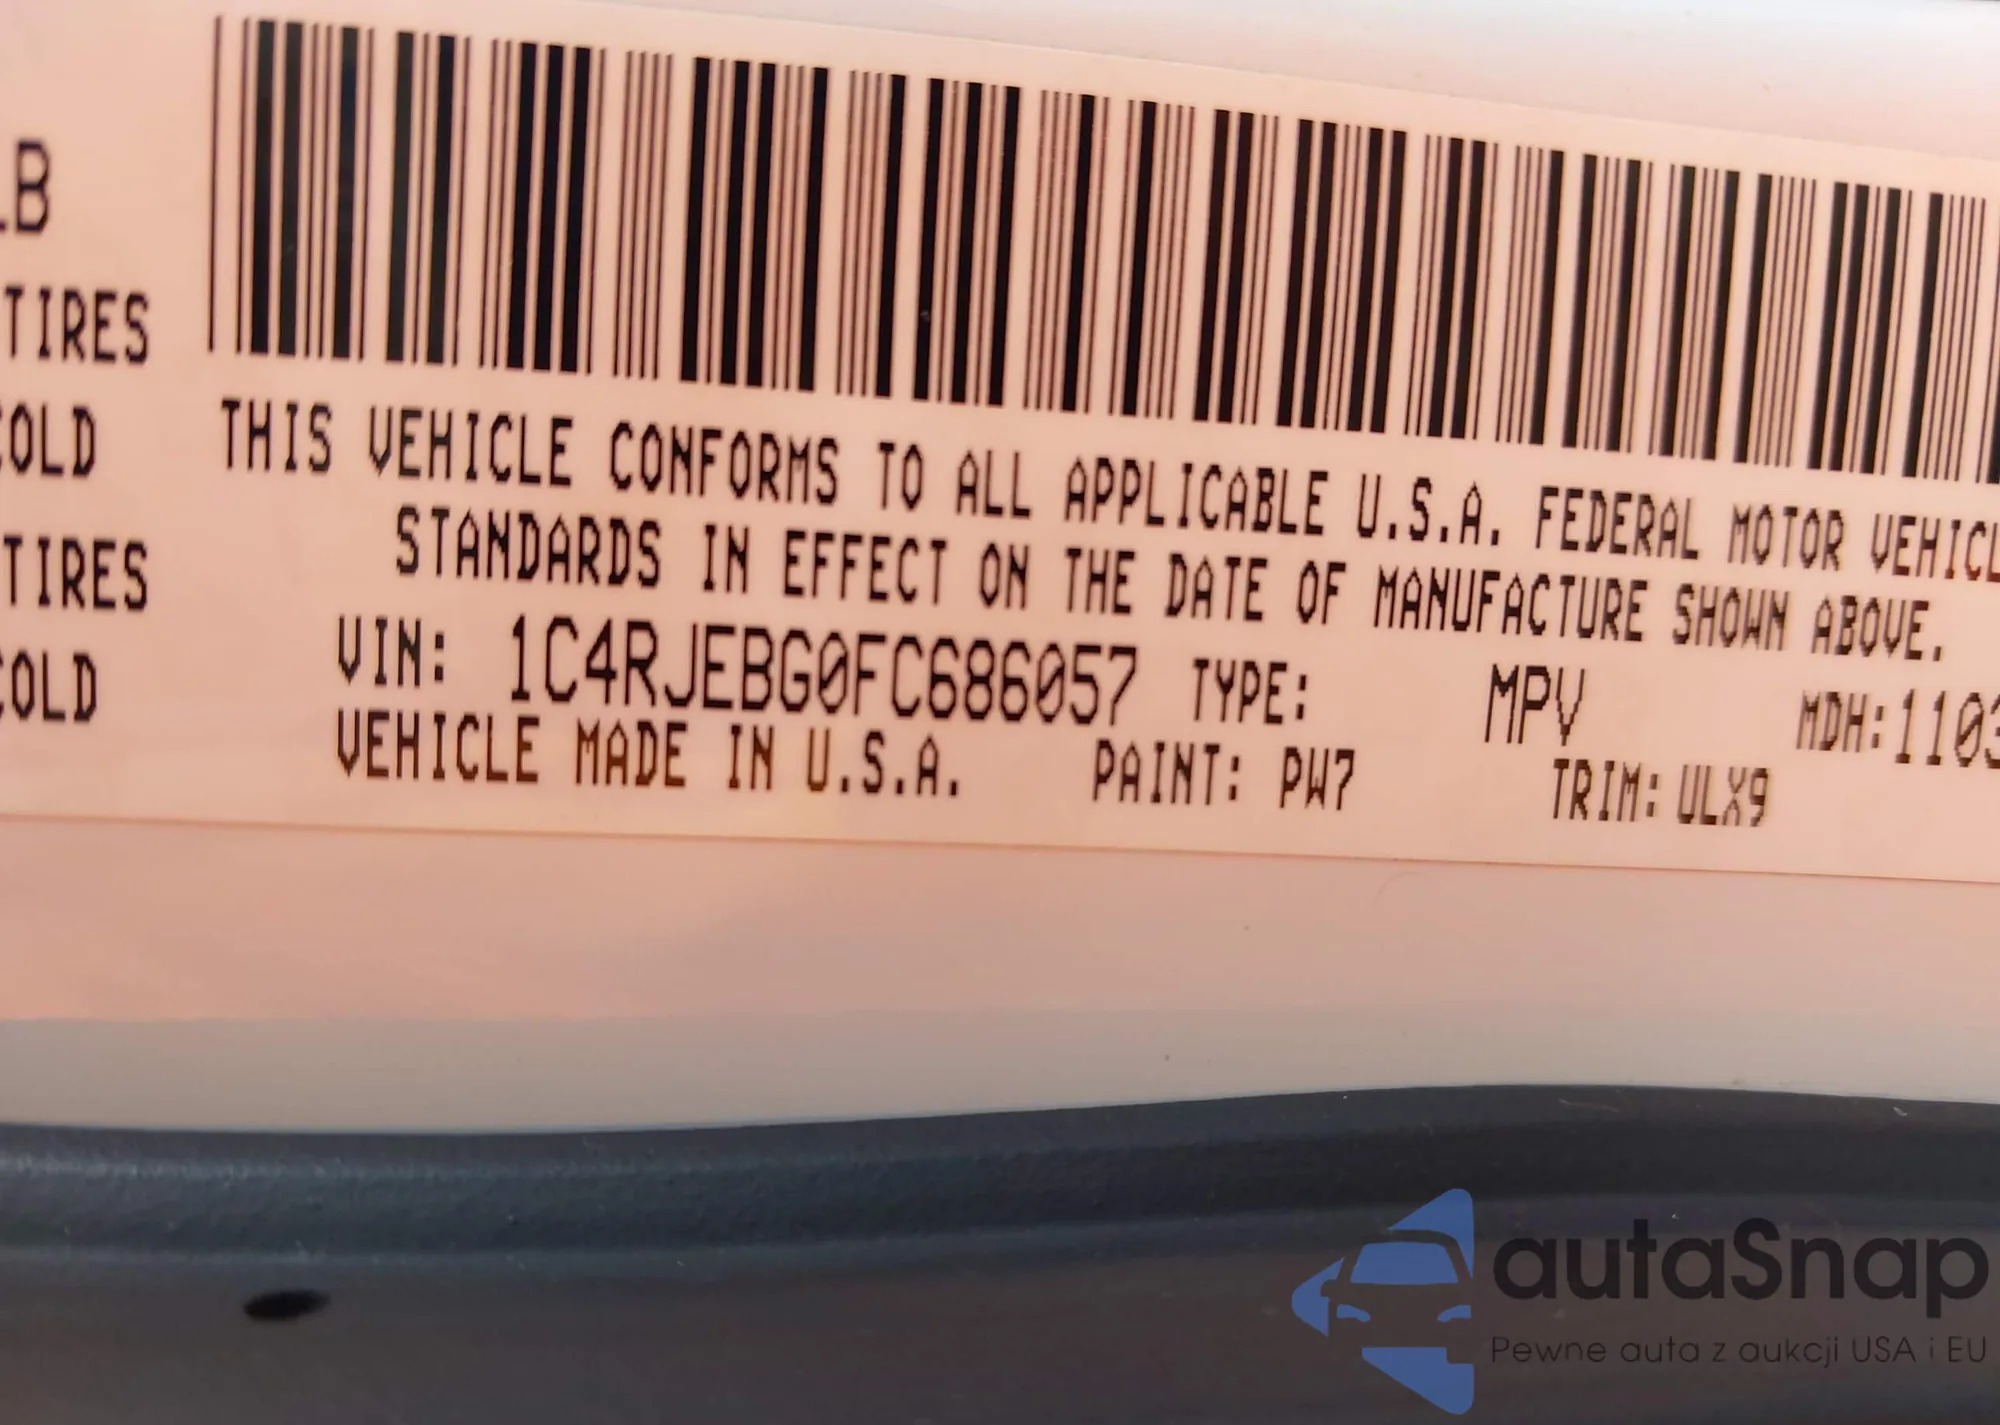 LB
TIRES
COLD
TIRES
COLD
THIS VEHICLE CONFORMS TO ALL APPLICABLE U.S.A. FEDERAL MOTOR VEHICL
STANDARDS IN EFFECT ON THE DATE OF MANUFACTURE SHOWN ABOVE.
VIN: 1C4RJEBG0FC686057 TYPE: MPV MDH:1103
VEHICLE MADE IN U.S.A. PAINT: PW7 TRIM: ULX9
autaSnap
Pewne auta z aukcji USA i EU